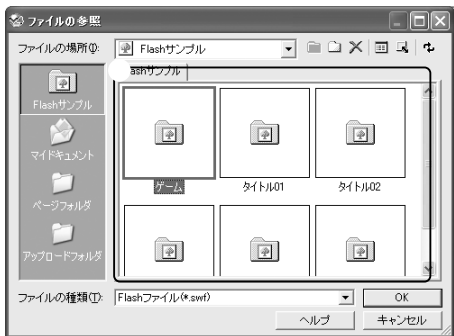 ファイルの参照
ファイルの場所(I): Flashサンプル
ashサンプル
Flashサンプル
マイドキュメント
ページフォルダ
アップロードフォルダ
ゲーム タイトル01 タイトル02
ファイルの種類(T): Flashファイル(*.swf) OK
ヘルプ キャンセル